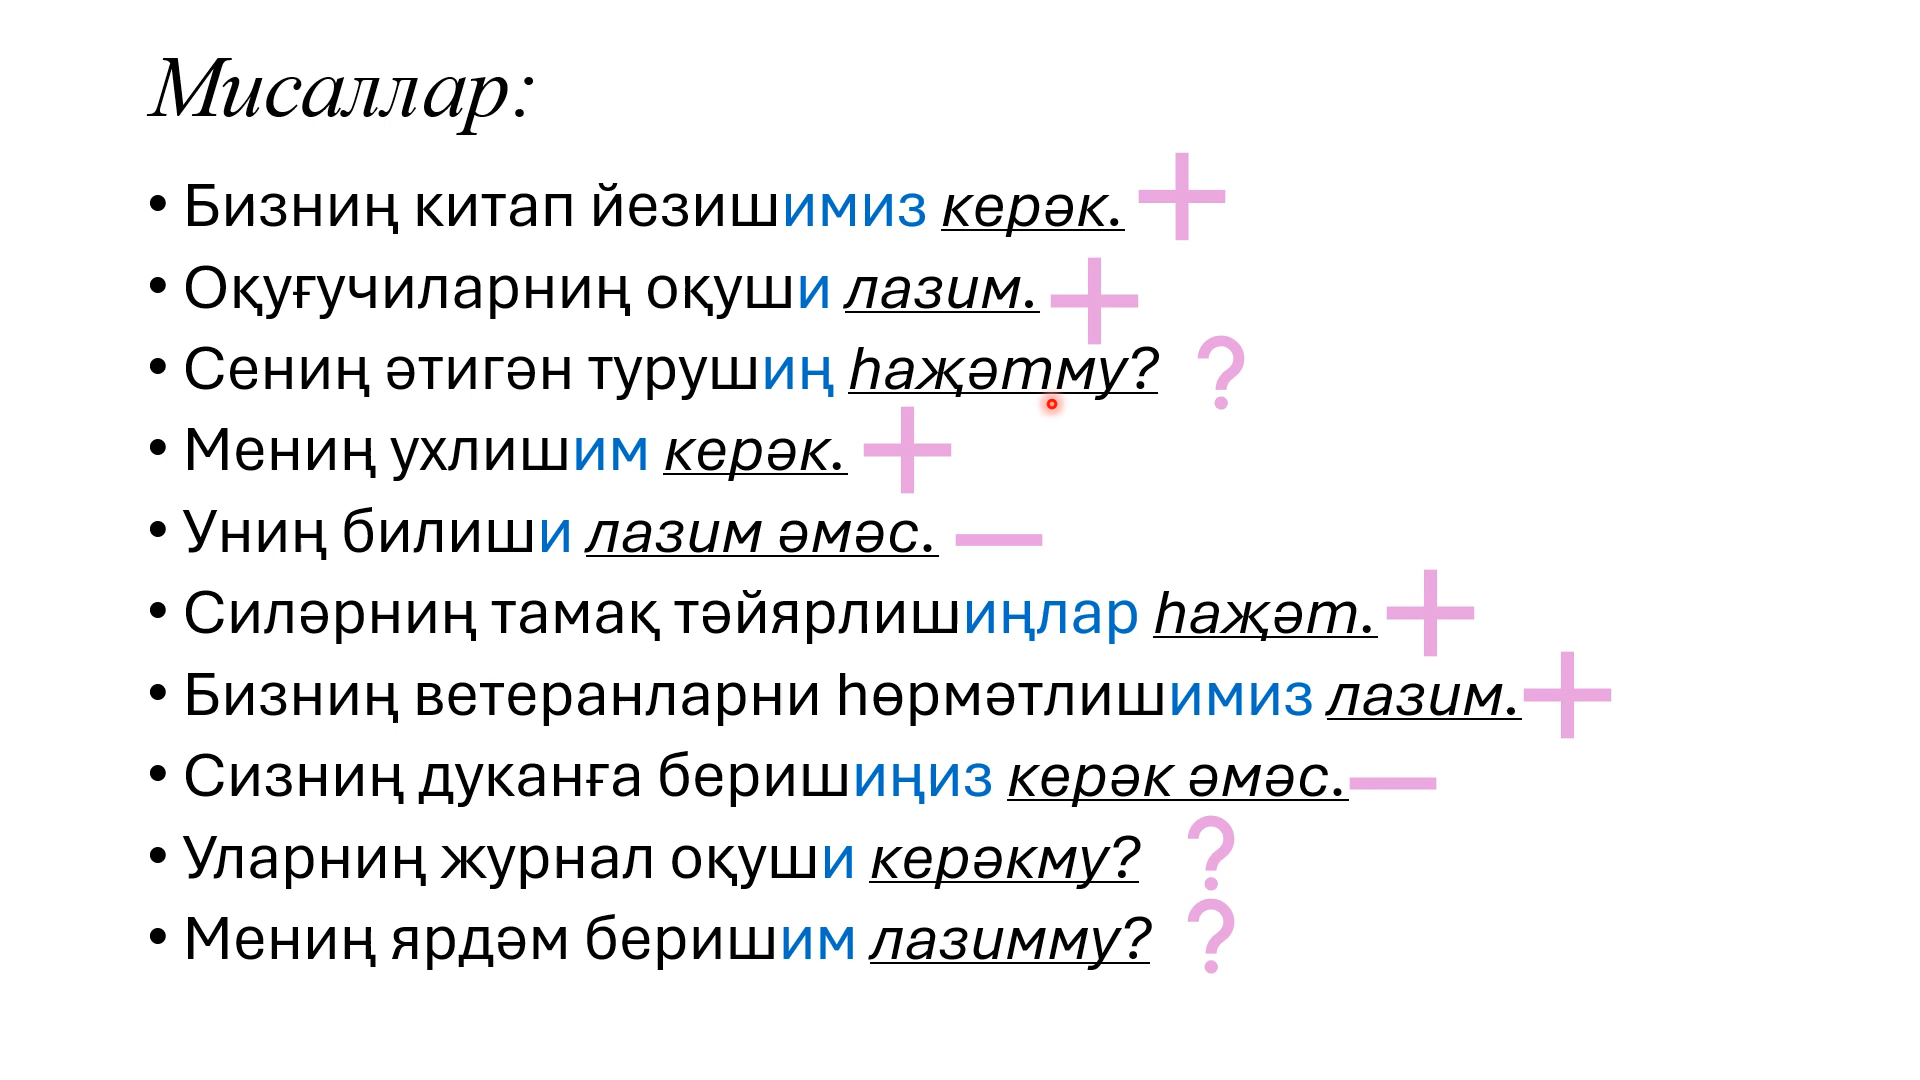 Мисаллар:
• Бизниң китап йезишимиз керәк. +
• Оқуғучиларниң оқуши лазим. +
• Сениң әтигән турушиң һаҗәтму? ?
• Мениң ухлишим керәк. +
• Униң билиши лазим әмәс. —
• Силәрниң тамақ тәйярлишиңлар һаҗәт. +
• Бизниң ветеранларни һөрмәтлишимиз лазим. +
• Сизниң дуканға беришиңиз керәк әмәс. —
• Уларниң журнал оқуши керәкму? ?
• Мениң ярдәм беришим лазимму? ?